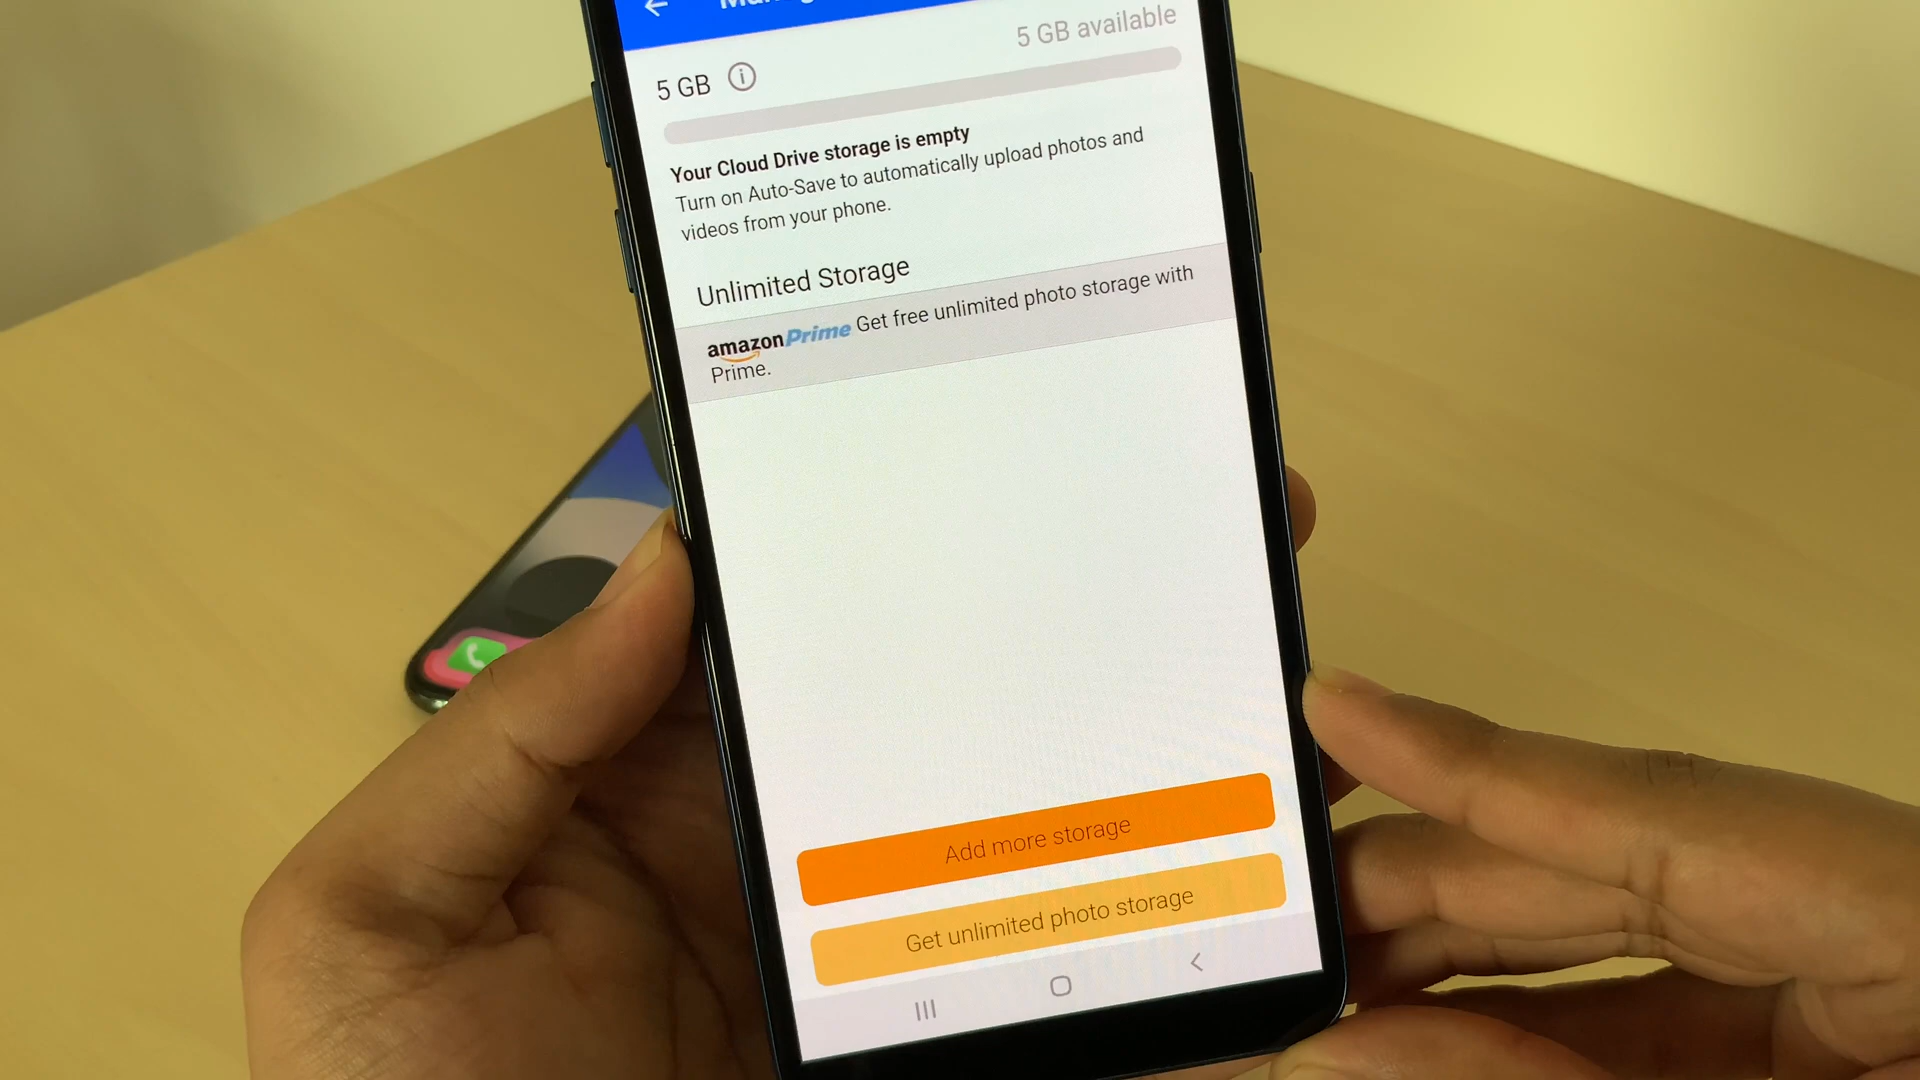 5 GB available
5 GB
Your Cloud Drive storage is empty
Turn on Auto-Save to automatically upload photos and
videos from your phone.
Unlimited Storage
amazonPrime Get free unlimited photo storage with
Prime.
Add more storage
Get unlimited photo storage